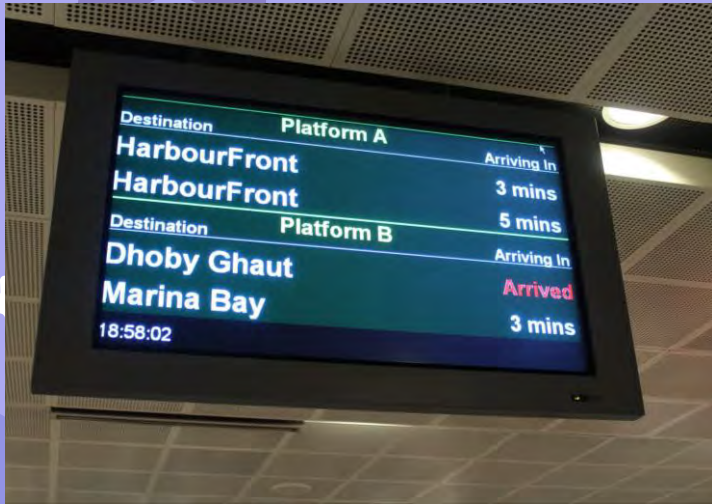 Platform A
Destination Arriving In
HarbourFront 3 mins
HarbourFront 5 mins
Platform B
Destination Arriving In
Dhoby Ghaut Arrived
Marina Bay 3 mins
18:58:02